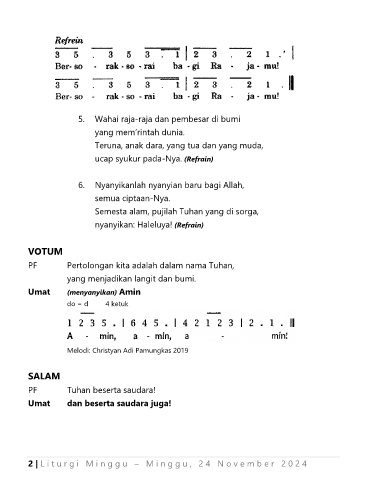 Refrein
3 5 . 3 5 3 . 1 | 2 3 . 2 1 .' |
Ber- so - rak - so - rai ba - gi Ra - ja - mu!
3 5 . 3 5 3 . 1 | 2 3 . 2 1 . ||
Ber- so - rak - so - rai ba - gi Ra - ja - mu!
5. Wahai raja-raja dan pembesar di bumi
yang mem'rintah dunia.
Teruna, anak dara, yang tua dan yang muda,
ucap syukur pada-Nya. (Refrain)
6. Nyanyikanlah nyanyian baru bagi Allah,
semua ciptaan-Nya.
Semesta alam, pujilah Tuhan yang di sorga,
nyanyikan: Haleluya! (Refrain)
VOTUM
PF Pertolongan kita adalah dalam nama Tuhan,
yang menjadikan langit dan bumi.
Umat (menyanyikan) Amin
do = d 4 ketuk
1 2 3 5 . | 6 4 5 . | 4 2 1 2 3 | 2 . 1 . ||
A - min, a - min, a - min!
Melodi: Christyan Adi Pamungkas 2019
SALAM
PF Tuhan beserta saudara!
Umat dan beserta saudara juga!
2 | Liturgi Minggu – Minggu, 24 November 2024